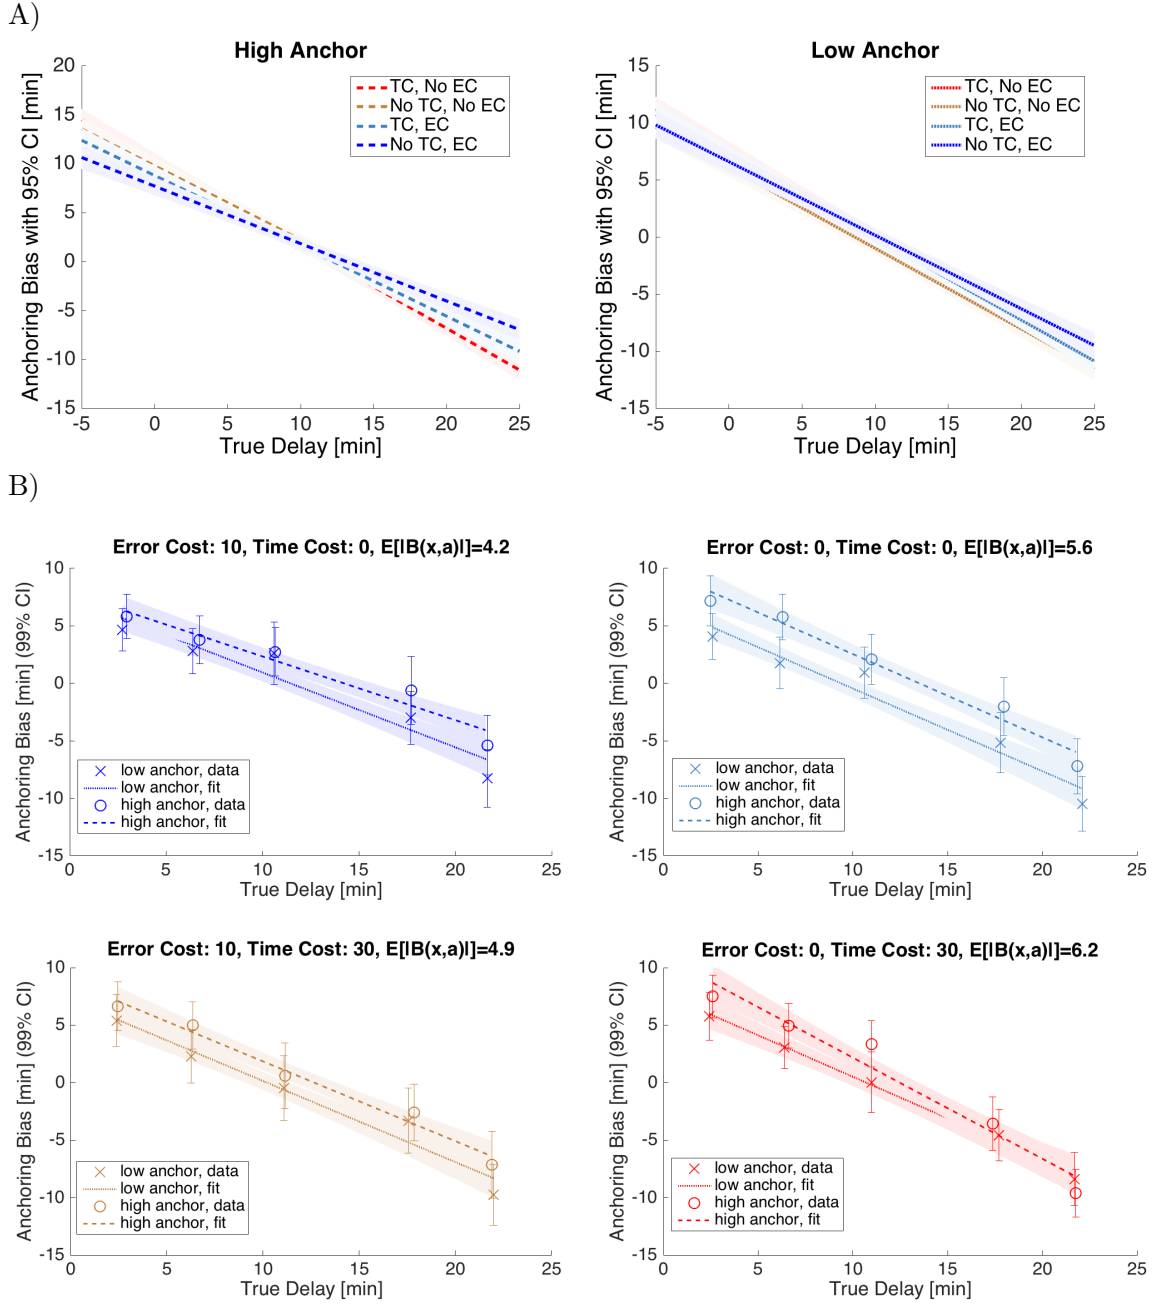 A)
High Anchor
Anchoring Bias with 95% CI [min]
20
15
10
5
0
-5
-10
-15
-5 0 5 10 15 20 25
True Delay [min]
TC, No EC
No TC, No EC
TC, EC
No TC, EC
Low Anchor
Anchoring Bias with 95% CI [min]
15
10
5
0
-5
-10
-15
-5 0 5 10 15 20 25
True Delay [min]
TC, No EC
No TC, No EC
TC, EC
No TC, EC
B)
Error Cost: 10, Time Cost: 0, E[|B(x,a)|]=4.2
Anchoring Bias [min] (99% CI)
10
5
0
-5
-10
-15
0 5 10 15 20 25
True Delay [min]
low anchor, data
low anchor, fit
high anchor, data
high anchor, fit
Error Cost: 0, Time Cost: 0, E[|B(x,a)|]=5.6
Anchoring Bias [min] (99% CI)
10
5
0
-5
-10
-15
0 5 10 15 20 25
True Delay [min]
low anchor, data
low anchor, fit
high anchor, data
high anchor, fit
Error Cost: 10, Time Cost: 30, E[|B(x,a)|]=4.9
Anchoring Bias [min] (99% CI)
10
5
0
-5
-10
-15
0 5 10 15 20 25
True Delay [min]
low anchor, data
low anchor, fit
high anchor, data
high anchor, fit
Error Cost: 0, Time Cost: 30, E[|B(x,a)|]=6.2
Anchoring Bias [min] (99% CI)
10
5
0
-5
-10
-15
0 5 10 15 20 25
True Delay [min]
low anchor, data
low anchor, fit
high anchor, data
high anchor, fit